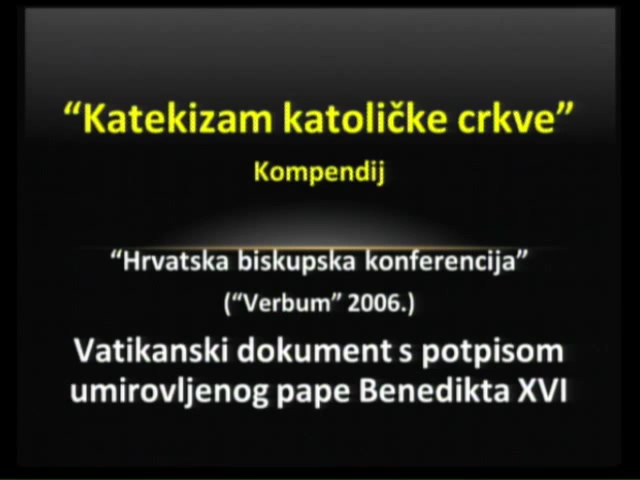 “Katekizam katoličke crkve”
Kompendij
“Hrvatska biskupska konferencija”
(“Verbum” 2006.)
Vatikanski dokument s potpisom
umirovljenog pape Benedikta XVI